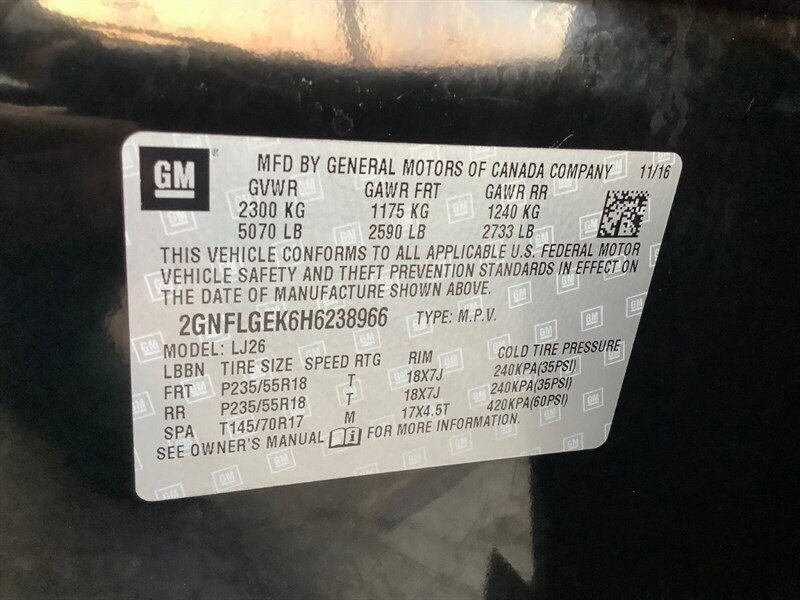 GM ® MFD BY GENERAL MOTORS OF CANADA COMPANY 11/16
GVWR GAWR FRT GAWR RR
2300 KG 1175 KG 1240 KG
5070 LB 2590 LB 2733 LB
THIS VEHICLE CONFORMS TO ALL APPLICABLE U.S. FEDERAL MOTOR
VEHICLE SAFETY AND THEFT PREVENTION STANDARDS IN EFFECT ON
THE DATE OF MANUFACTURE SHOWN ABOVE.
2GNFLGEK6H6238966 TYPE: M.P.V.
MODEL: LJ26
LBBN TIRE SIZE SPEED RTG RIM COLD TIRE PRESSURE
FRT P235/55R18 T 18X7J 240KPA(35PSI)
RR P235/55R18 T 18X7J 240KPA(35PSI)
SPA T145/70R17 M 17X4.5T 420KPA(60PSI)
SEE OWNER'S MANUAL i FOR MORE INFORMATION.